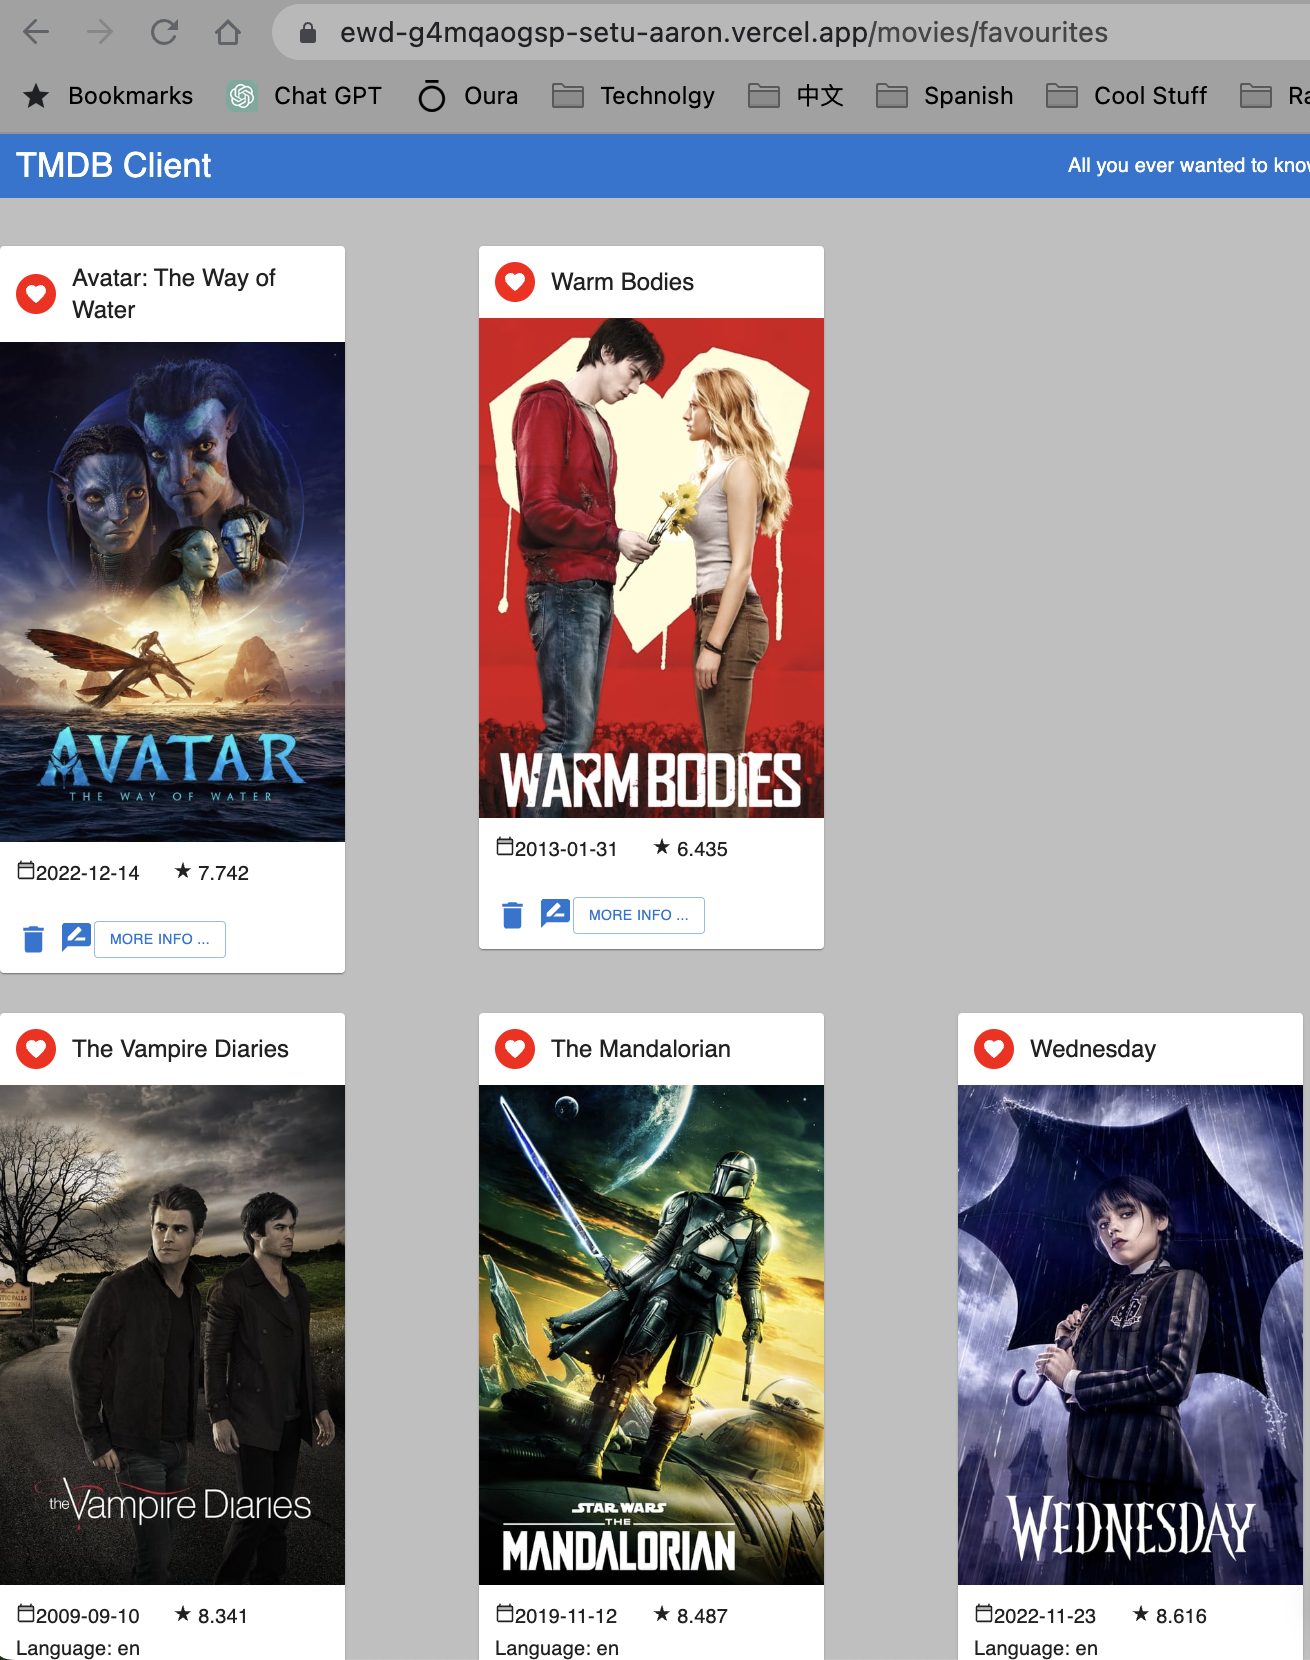 ewd-g4mqaogsp-setu-aaron.vercel.app/movies/favourites
Bookmarks Chat GPT Oura Technolgy 中文 Spanish Cool Stuff
TMDB Client
All you ever wanted to
Avatar: The Way of
Water
AVATAR
THE WAY OF WATER
2022-12-14 ★ 7.742
MORE INFO ...
Warm Bodies
WARM BODIES
2013-01-31 ★ 6.435
MORE INFO ...
The Vampire Diaries
the Vampire Diaries
2009-09-10 ★ 8.341
Language: en
The Mandalorian
STAR WARS
THE
MANDALORIAN
2019-11-12 ★ 8.487
Language: en
Wednesday
WEDNESDAY
2022-11-23 ★ 8.616
Language: en